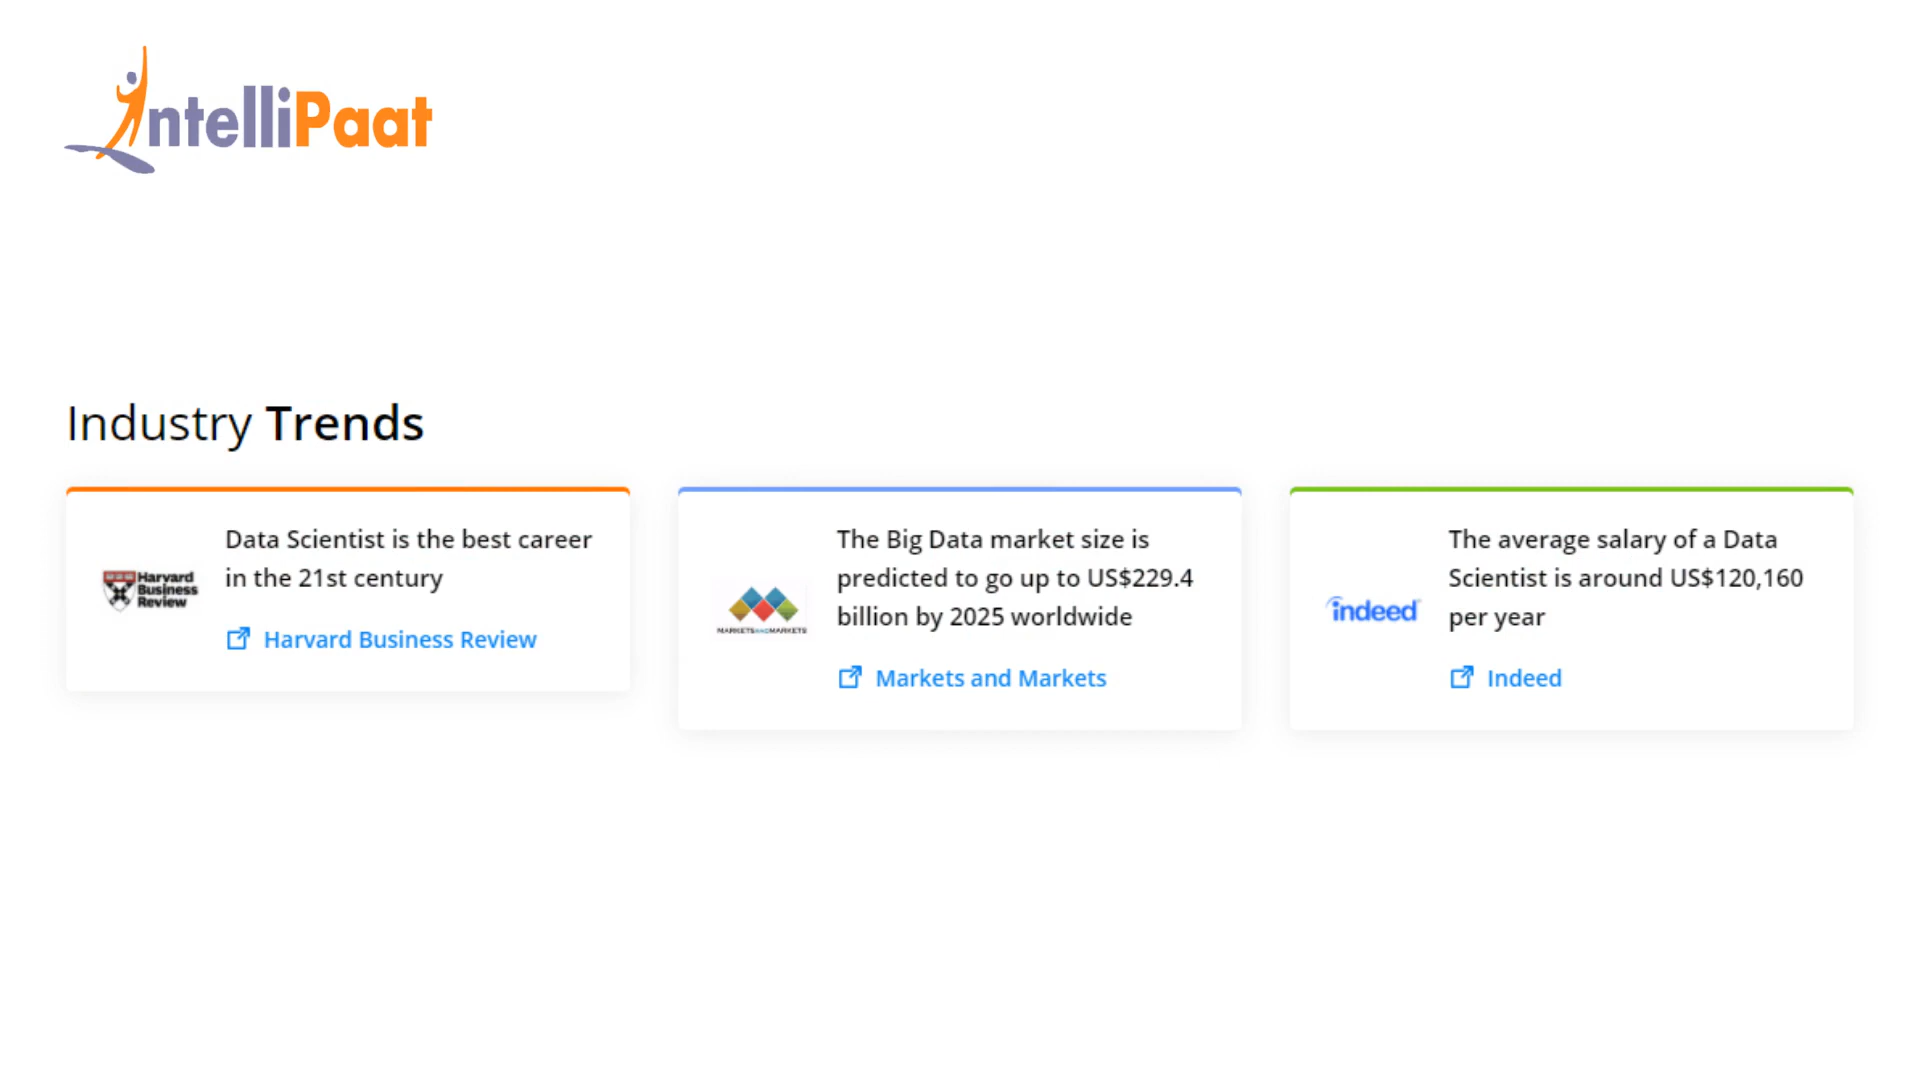 IntelliPaat
Industry Trends
Data Scientist is the best career
in the 21st century
Harvard
Business
Review
Harvard Business Review
The Big Data market size is
predicted to go up to US$229.4
billion by 2025 worldwide
MARKETSANDMARKETS
Markets and Markets
The average salary of a Data
Scientist is around US$120,160
per year
indeed
Indeed